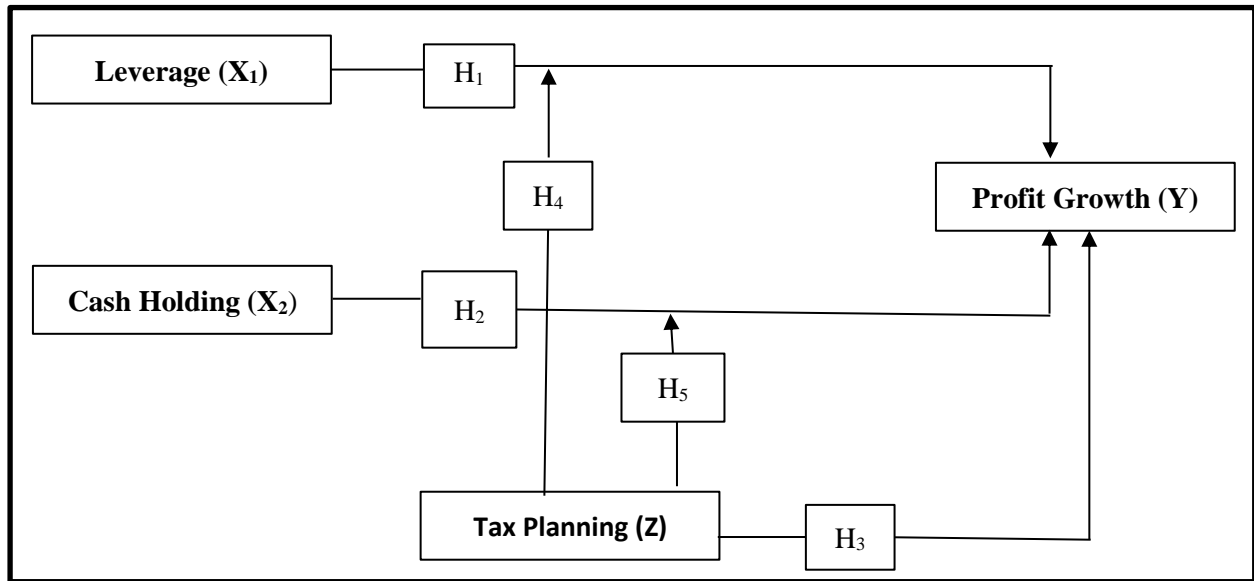 Leverage (X₁)
H₁
H₄
Profit Growth (Y)
Cash Holding (X₂)
H₂
H₅
Tax Planning (Z)
H₃